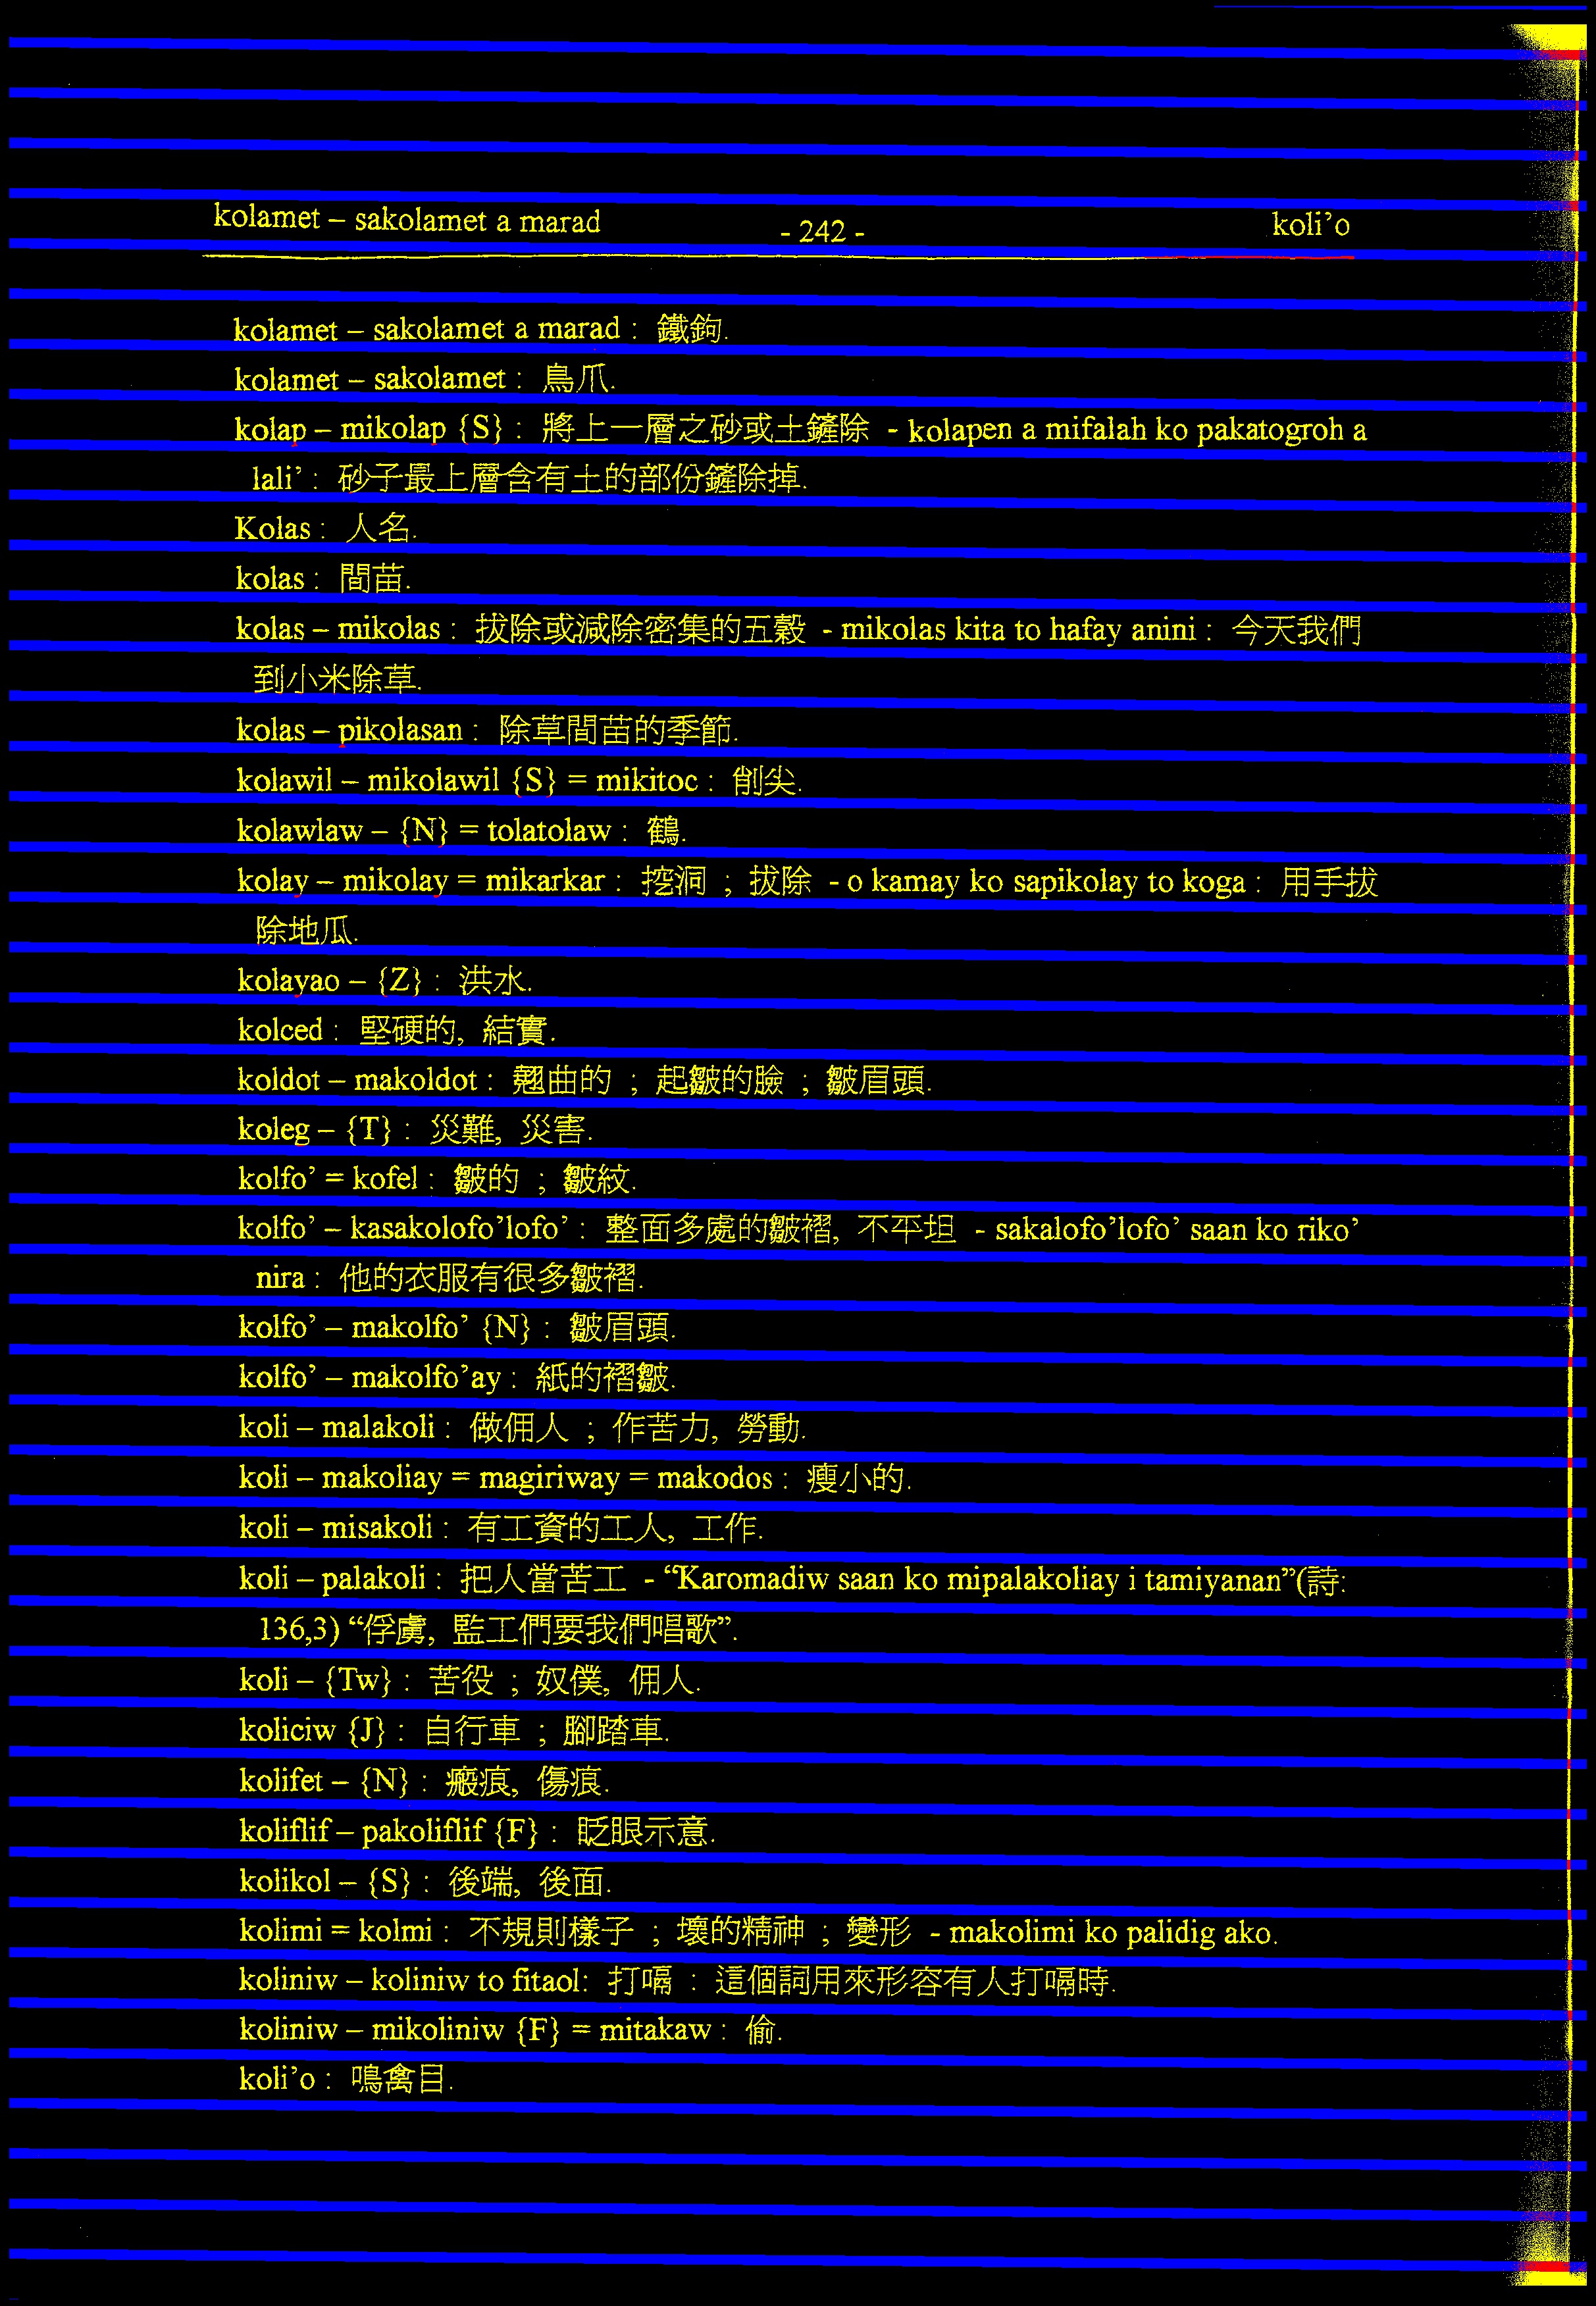 kolamet – sakolamet a marad - 242 - koli’o
kolamet – sakolamet a marad : 鐵鉤.
kolamet – sakolamet : 鳥爪.
kolap – mikolap {S} : 將上一層之砂或土鏟除 - kolapen a mifalah ko pakatogroh a
lali’ : 砂子最上層含有土的部份鏟除掉.
Kolas : 人名.
kolas : 間苗.
kolas – mikolas : 拔除或減除密集的五穀 - mikolas kita to hafay anini : 今天我們
到小米除草.
kolas – pikolasan : 除草間苗的季節.
kolawil – mikolawil {S} = mikitoc : 削尖.
kolawlaw – {N} = tolatolaw : 鶴.
kolay – mikolay = mikarkar : 挖洞 ; 拔除 - o kamay ko sapikolay to koga : 用手拔
除地瓜.
kolayao – {Z} : 洪水.
kolced : 堅硬的, 結實.
koldot – makoldot : 翹曲的 ; 起皺的臉 ; 皺眉頭.
koleg – {T} : 災難, 災害.
kolfo’ = kofel : 皺的 ; 皺紋.
kolfo’ – kasakolofo’lofo’ : 整面多處的皺褶, 不平坦 - sakalofo’lofo’ saan ko riko’
nira : 他的衣服有很多皺褶.
kolfo’ – makolfo’ {N} : 皺眉頭.
kolfo’ – makolfo’ay : 紙的褶皺.
koli – malakoli : 做佣人 ; 作苦力, 勞動.
koli – makoliay = magiriway = makodos : 瘦小的.
koli – misakoli : 有工資的工人, 工作.
koli – palakoli : 把人當苦工 - “Karomadiw saan ko mipalakoliay i tamiyanan”(詩:
136,3) “俘虜, 監工們要我們唱歌”.
koli – {Tw} : 苦役 ; 奴僕, 佣人.
koliciw {J} : 自行車 ; 腳踏車.
kolifet – {N} : 瘢痕, 傷痕.
koliflif – pakoliflif {F} : 眨眼示意.
kolikol – {S} : 後端, 後面.
kolimi = kolmi : 不規則樣子 ; 壞的精神 ; 變形 - makolimi ko palidig ako.
koliniw – koliniw to fitaol: 打嗝 : 這個詞用來形容有人打嗝時.
koliniw – mikoliniw {F} = mitakaw : 偷.
koli’o : 鳴禽目.